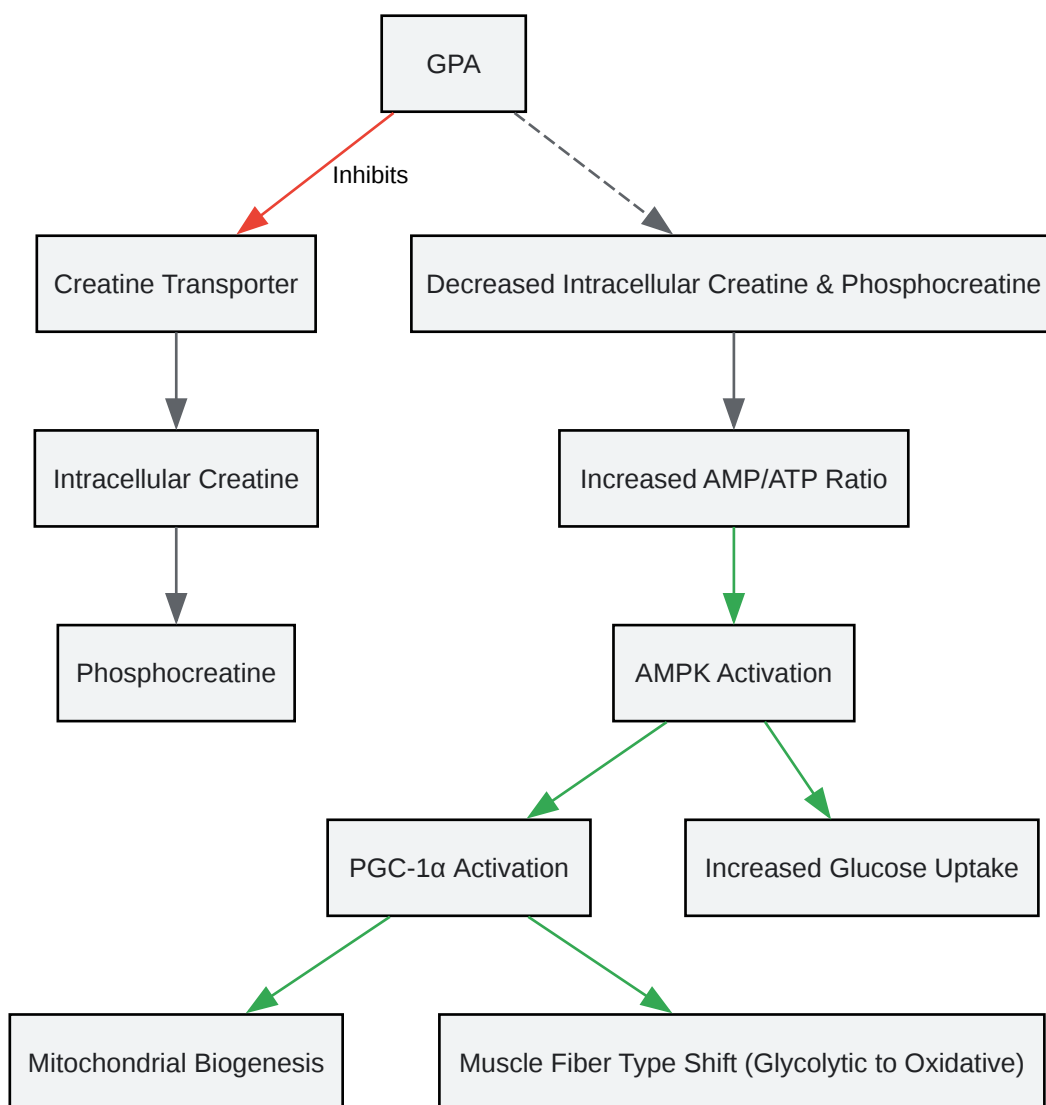 GPA
Inhibits
Creatine Transporter
Decreased Intracellular Creatine & Phosphocreatine
Intracellular Creatine
Increased AMP/ATP Ratio
Phosphocreatine
AMPK Activation
PGC-1α Activation
Increased Glucose Uptake
Mitochondrial Biogenesis
Muscle Fiber Type Shift (Glycolytic to Oxidative)